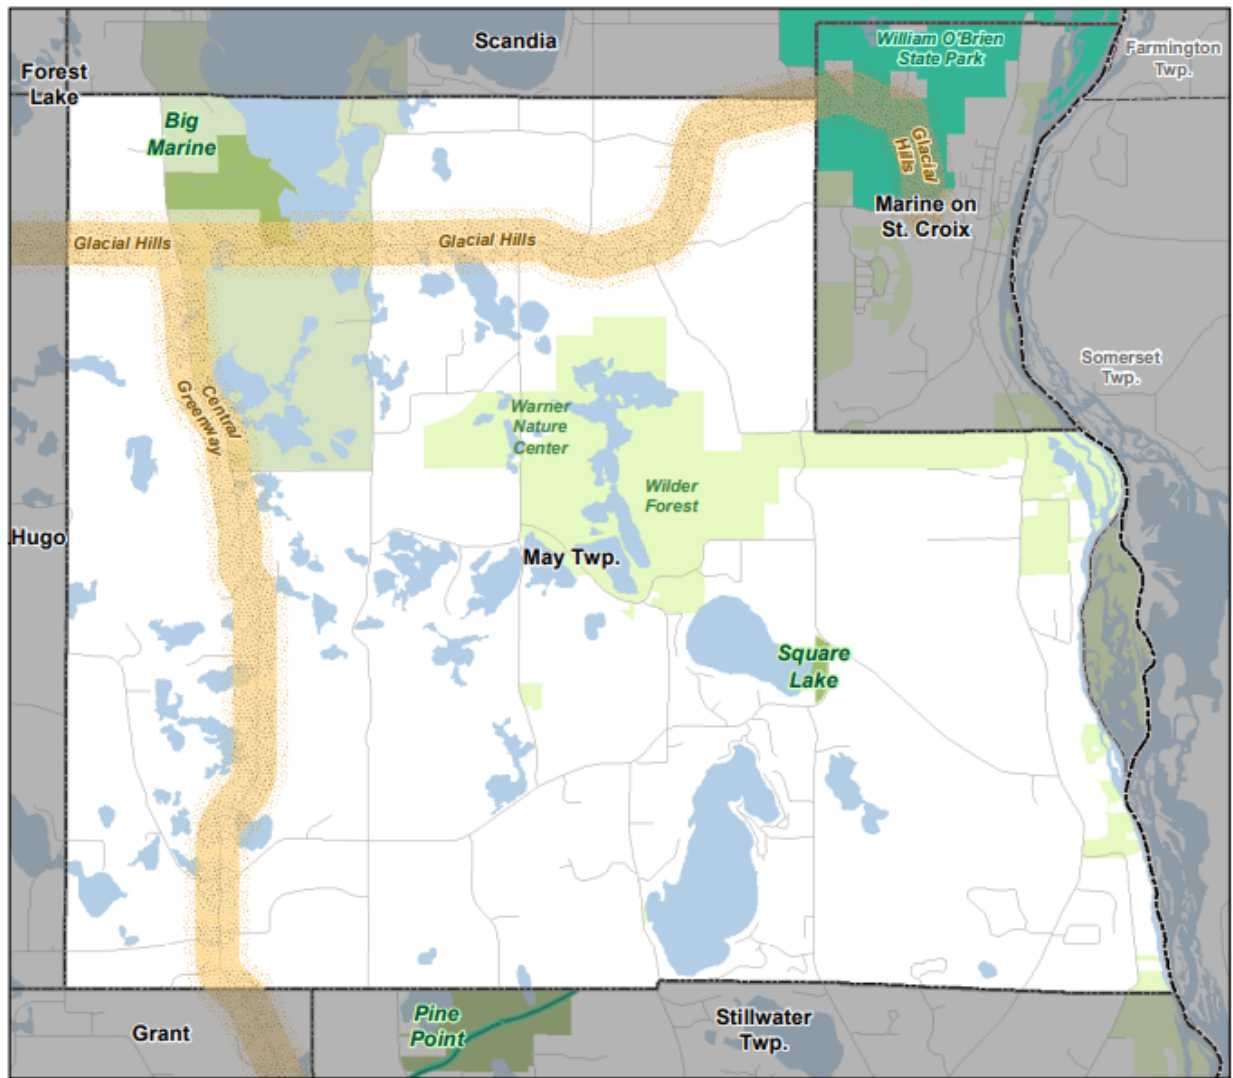 Scandia
William O'Brien
State Park
Farmington
Twp.
Forest
Lake
Big
Marine
Glacial
Hills
Marine on
St. Croix
Glacial Hills
Glacial Hills
Somerset
Twp.
Central
Greenway
Warner
Nature
Center
Wilder
Forest
Hugo
May Twp.
Square
Lake
Pine
Point
Grant
Stillwater
Twp.